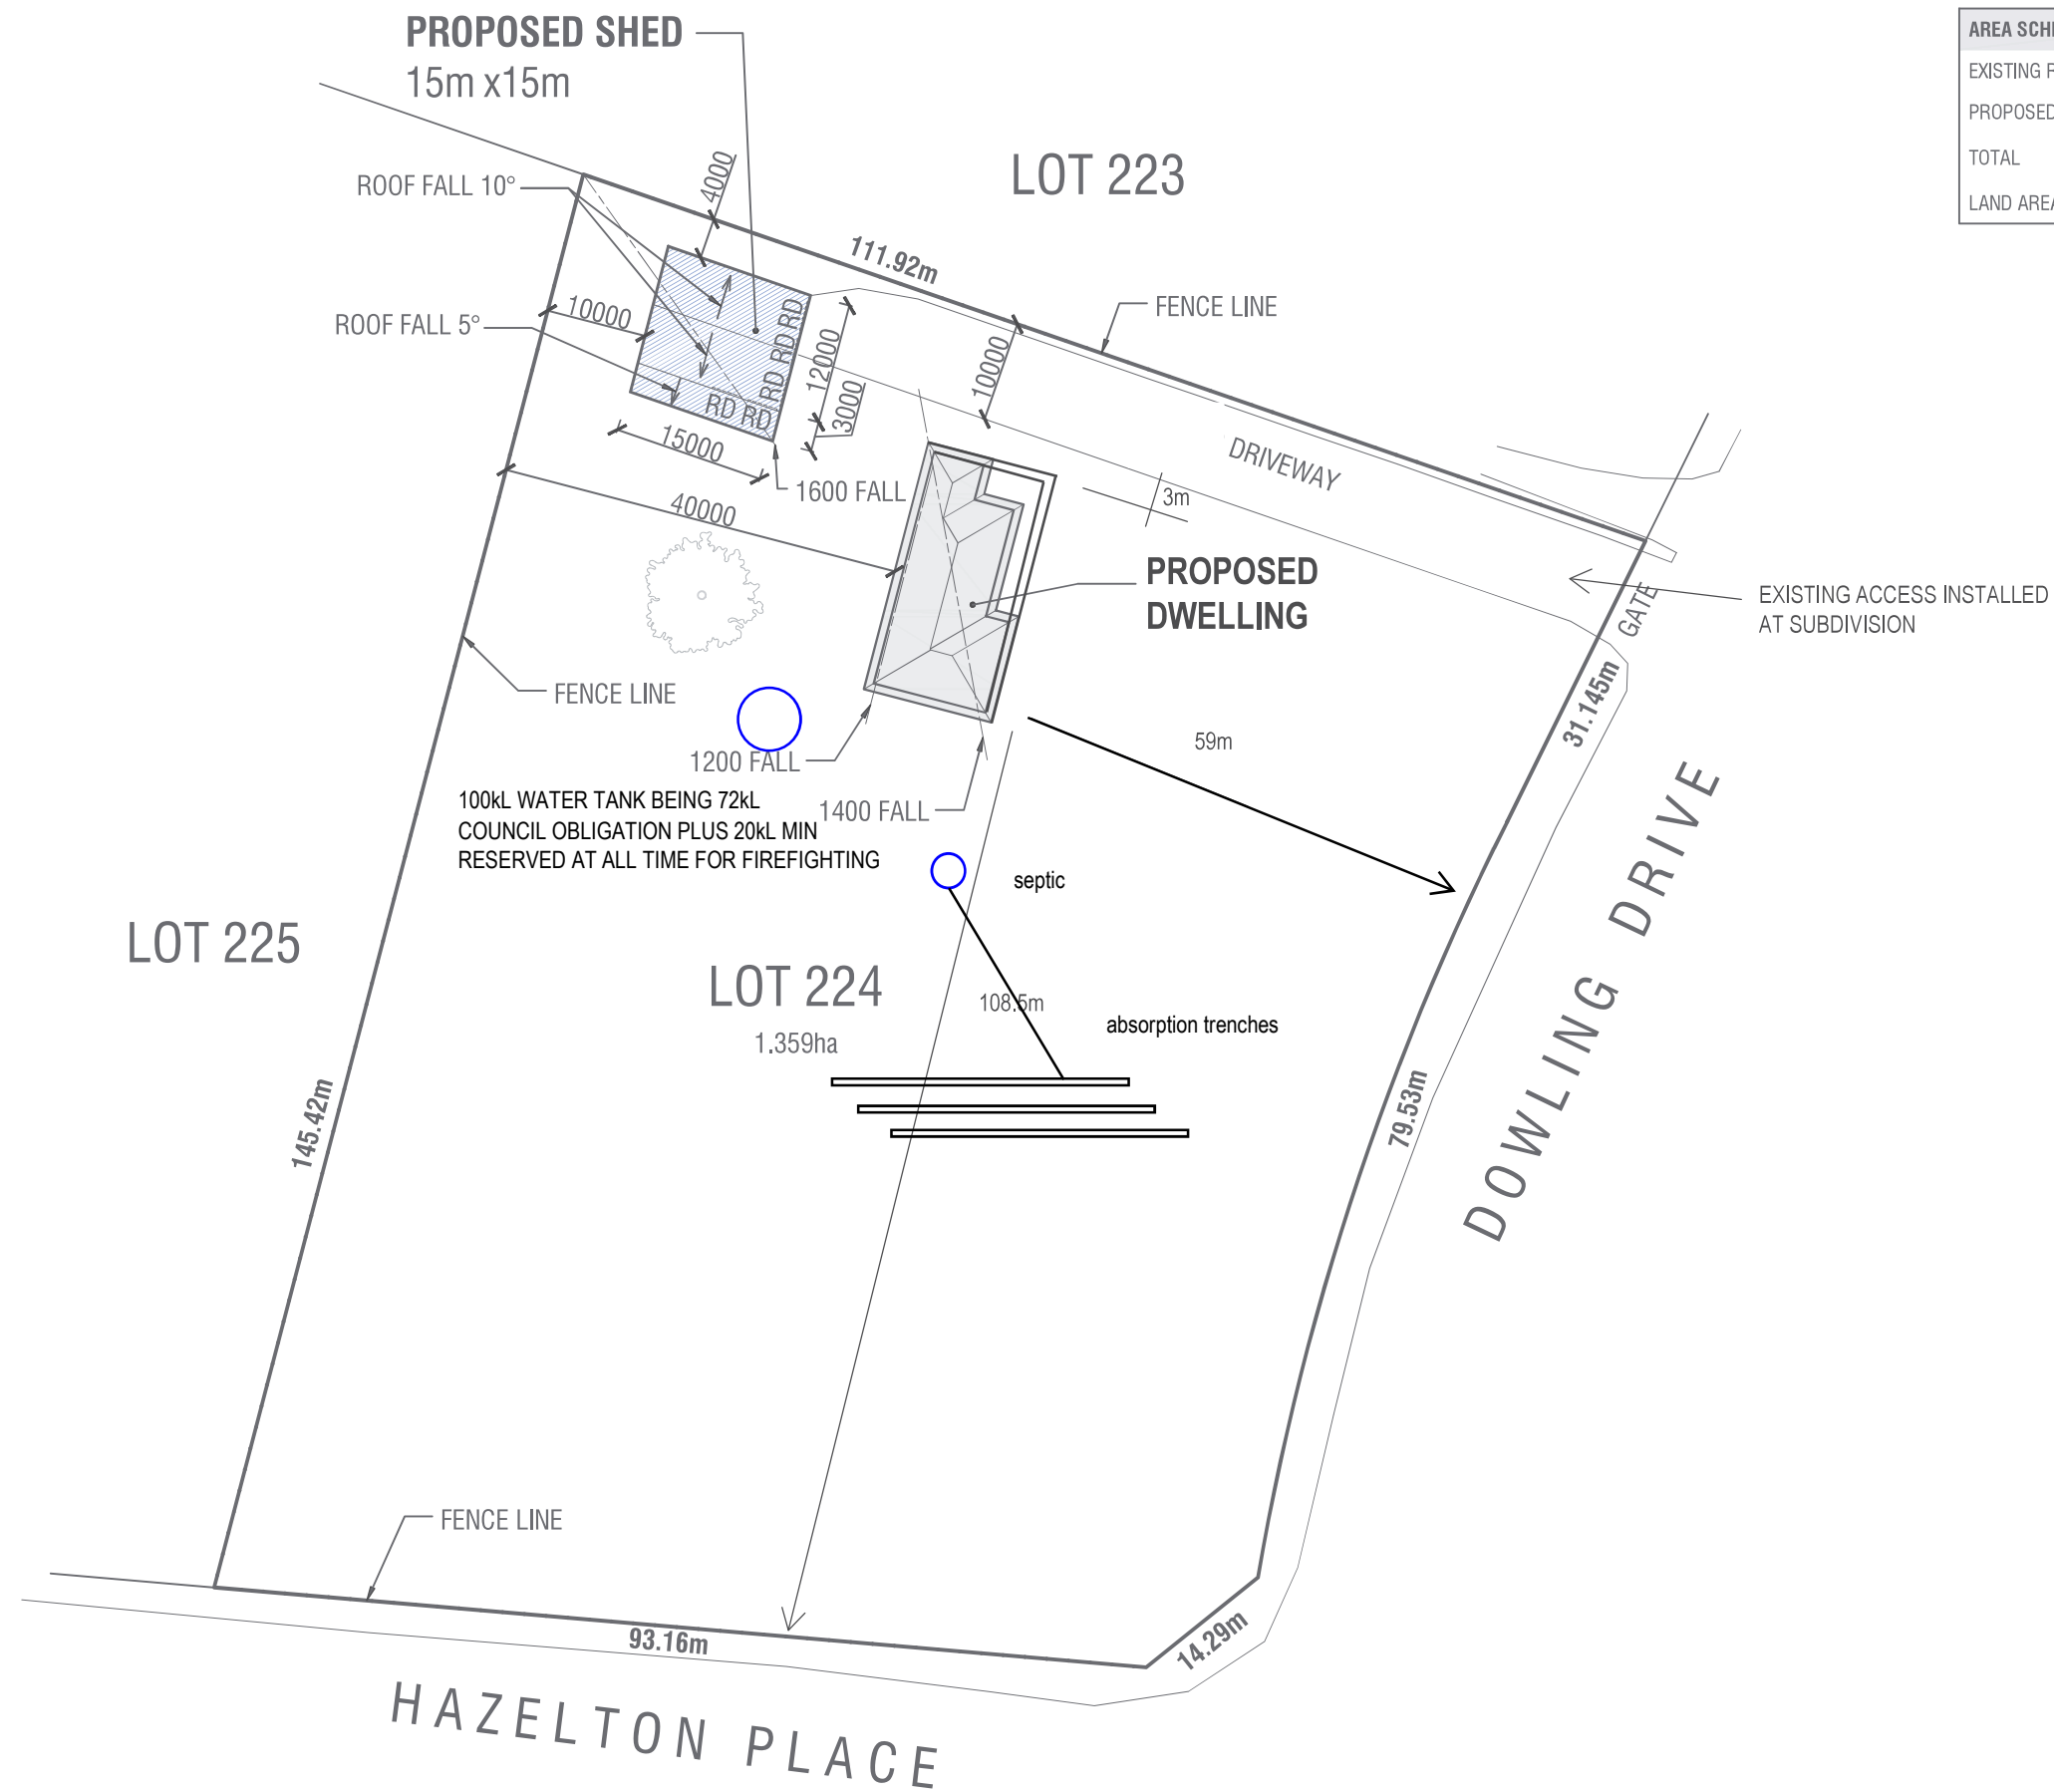 PROPOSED SHED
15m x15m
AREA SCH
EXISTING R
PROPOSED
TOTAL
LAND AREA
4000
LOT 223
ROOF FALL 10°
111.92m
FENCE LINE
10000
ROOF FALL 5°
RD RD RD
12000
10000
RD RD
3000
15000
DRIVEWAY
1600 FALL
3m
40000
PROPOSED
DWELLING
EXISTING ACCESS INSTALLED
AT SUBDIVISION
GATE
FENCE LINE
31.145m
59m
1200 FALL
100kL WATER TANK BEING 72kL
COUNCIL OBLIGATION PLUS 20kL MIN
RESERVED AT ALL TIME FOR FIREFIGHTING
1400 FALL
septic
DOWLING DRIVE
LOT 225
LOT 224
1.359ha
108.5m
absorption trenches
145.42m
79.53m
FENCE LINE
93.16m
14.29m
HAZELTON PLACE